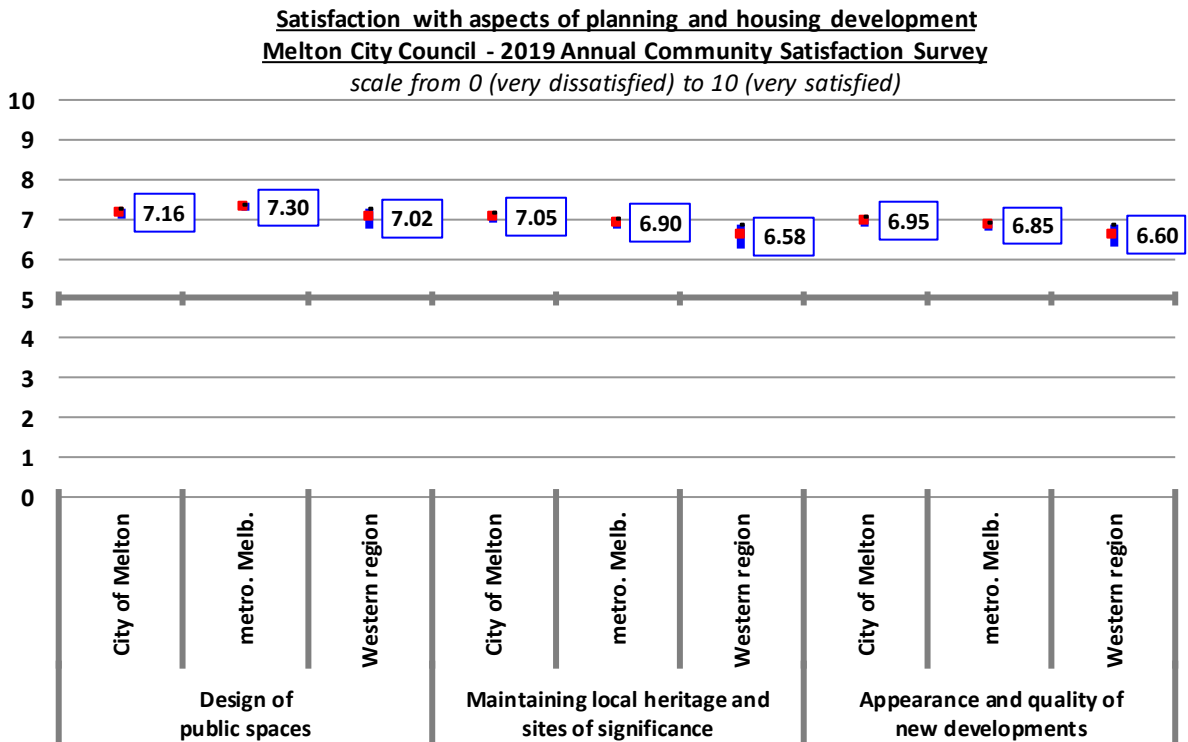 Satisfaction with aspects of planning and housing development
Melton City Council - 2019 Annual Community Satisfaction Survey
scale from 0 (very dissatisfied) to 10 (very satisfied)
10
9
8
7
6
5
4
3
2
1
0
7.16
7.30
7.02
7.05
6.90
6.58
6.95
6.85
6.60
City of Melton
metro. Melb.
Western region
City of Melton
metro. Melb.
Western region
City of Melton
metro. Melb.
Western region
Design of
public spaces
Maintaining local heritage and
sites of significance
Appearance and quality of
new developments